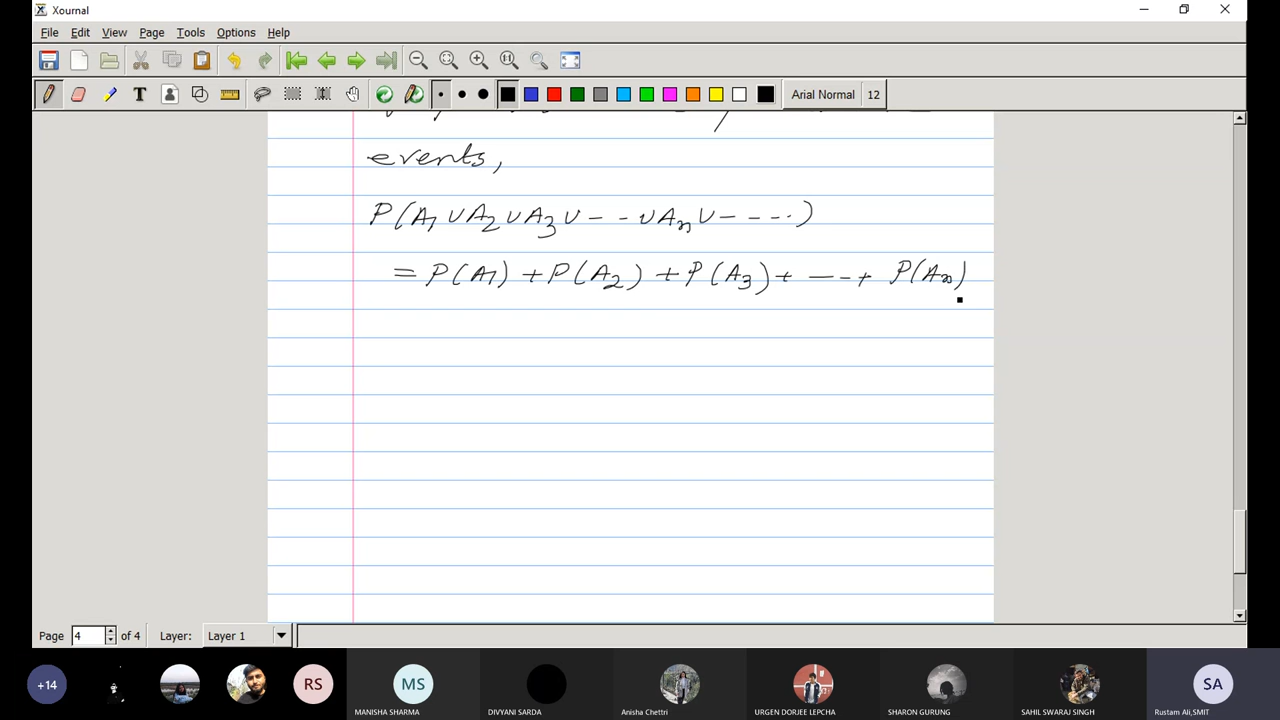 Xournal
File Edit View Page Tools Options Help
Arial Normal 12
events,
P(A1 ∪ A2 ∪ A3 ∪ - - ∪ An ∪ - - - - -)
= P(A1) + P(A2) + P(A3) + - - - + P(An)
Page 4 of 4 Layer: Layer 1
+14 RS MS SA
MANISHA SHARMA DIVYANI SARDA Anisha Chettri URGEN DORJEE LEPCHA SHARON GURUNG SAHIL SWARAJ SINGH Rustam Ali,SMIT